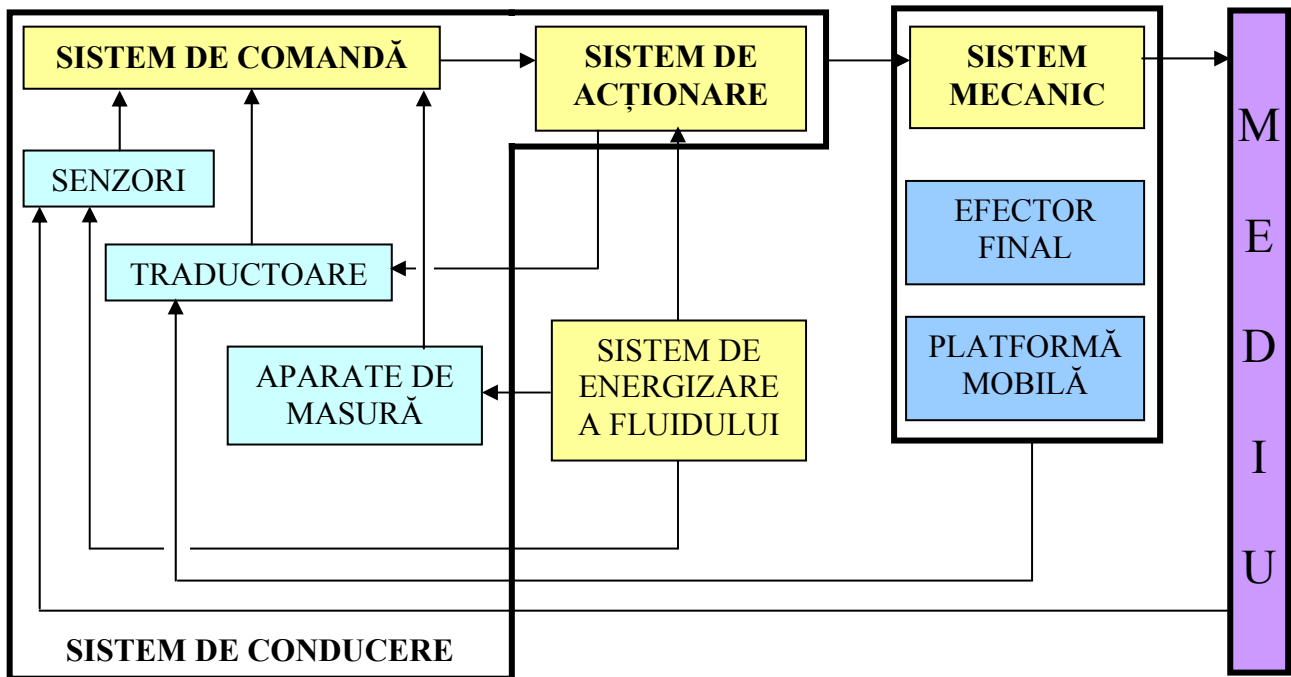 SISTEM DE COMANDĂ
SISTEM DE
ACȚIONARE
SISTEM
MECANIC
SENZORI
TRADUCTOARE
APARATE DE
MASURĂ
SISTEM DE
ENERGIZARE
A FLUIDULUI
EFECTOR
FINAL
PLATFORMĂ
MOBILĂ
M
E
D
I
U
SISTEM DE CONDUCERE